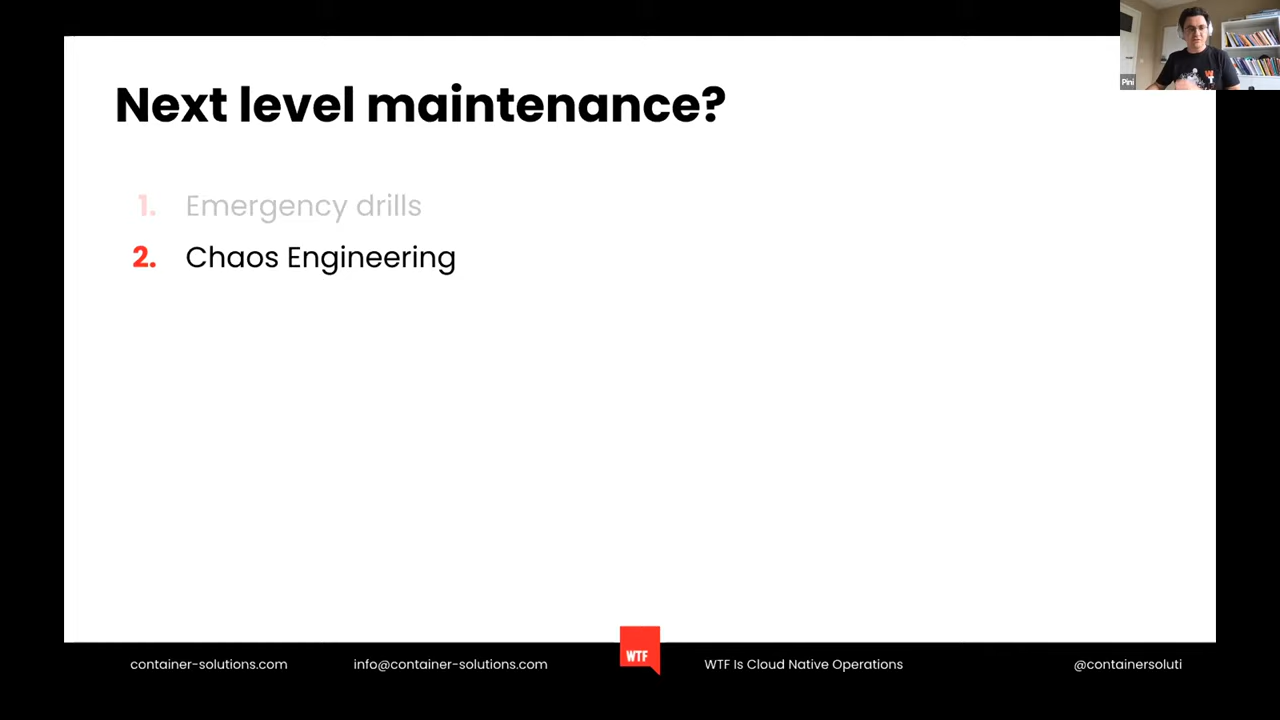 Next level maintenance?
Pini
1. Emergency drills
2. Chaos Engineering
container-solutions.com
info@container-solutions.com
WTF
WTF Is Cloud Native Operations
@containersoluti